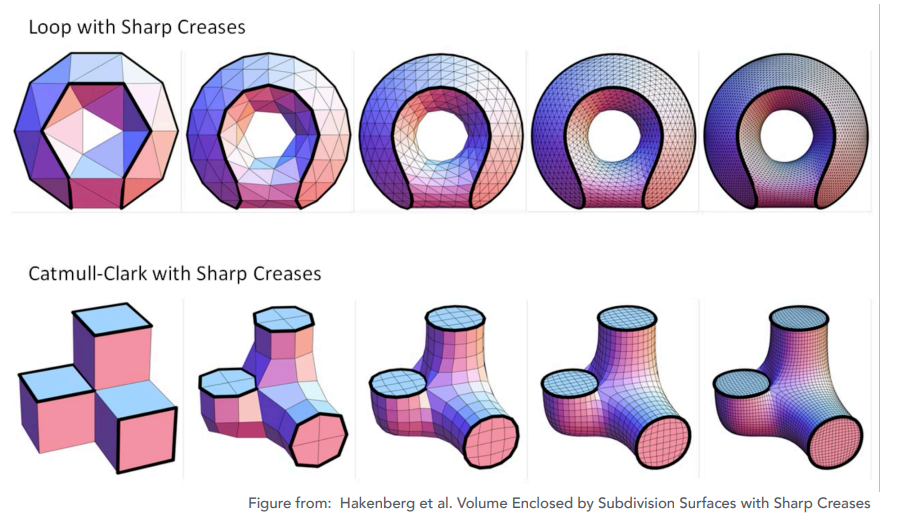 Loop with Sharp Creases
Catmull-Clark with Sharp Creases
Figure from: Hakenberg et al. Volume Enclosed by Subdivision Surfaces with Sharp Creases